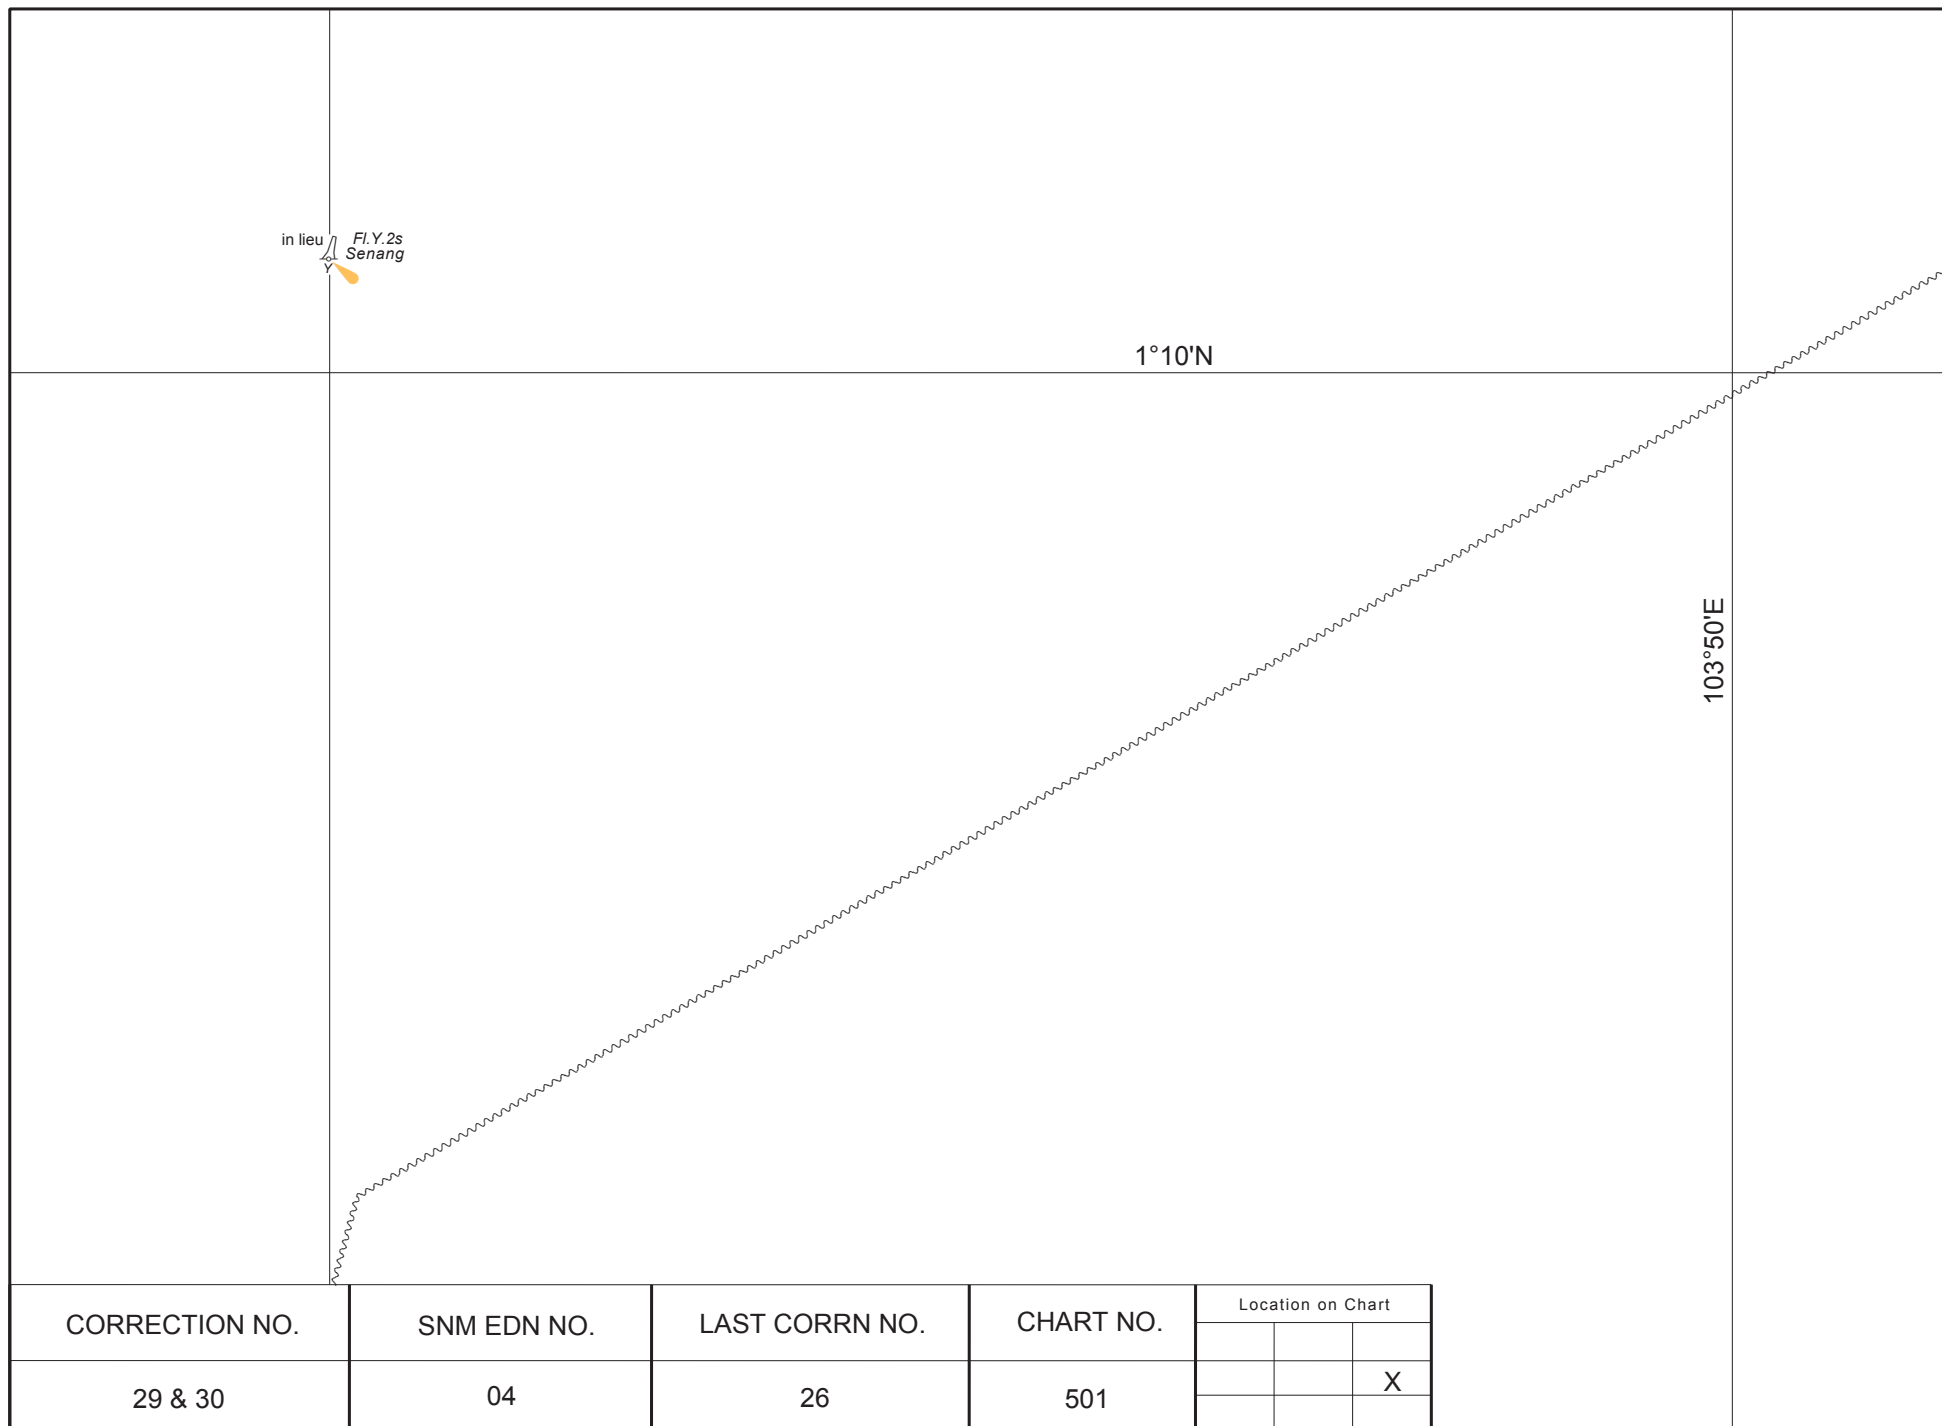 in lieu Fl.Y.2s
Senang
Y
1°10'N
103°50'E
CORRECTION NO. SNM EDN NO. LAST CORRN NO. CHART NO. Location on Chart
29 & 30 04 26 501 X